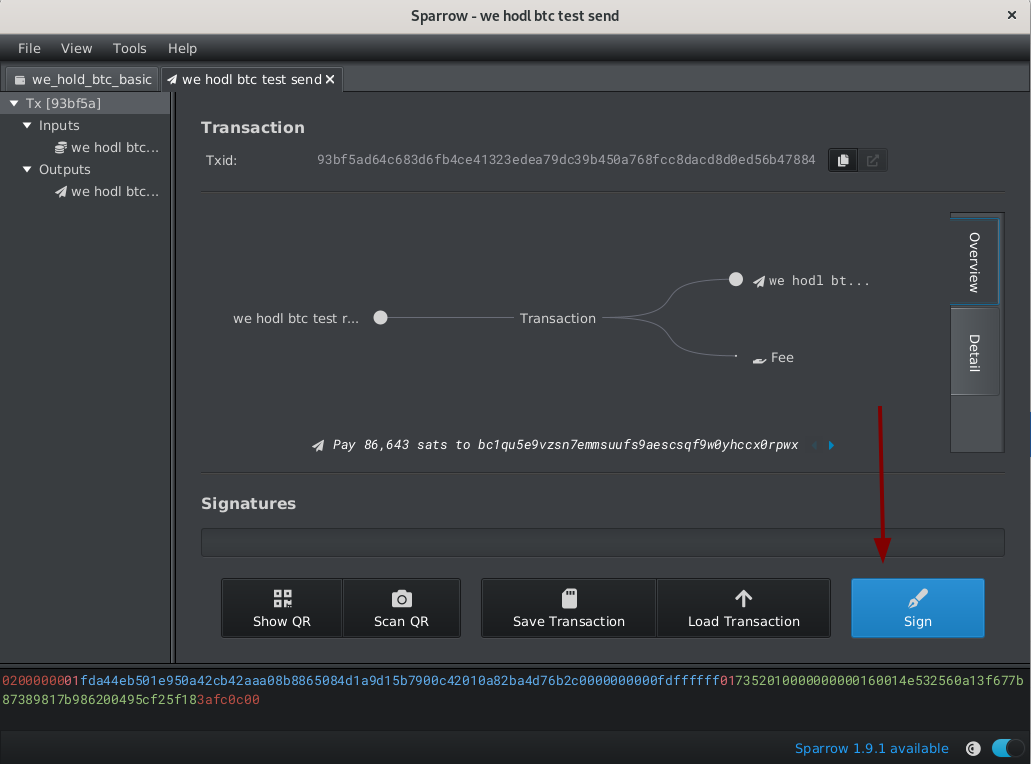 Sparrow - we hodl btc test send
File View Tools Help
we_hold_btc_basic
we hodl btc test send
Tx [93bf5a]
Inputs
we hodl btc...
Outputs
we hodl btc...
Transaction
Txid: 93bf5ad64c683d6fb4ce41323edea79dc39b450a768fcc8dacd8d0ed56b47884
Overview
Detail
we hodl btc test r...
Transaction
we hodl bt...
Fee
Pay 86,643 sats to bc1qu5e9vzsn7emmsuufs9aescsqf9w0yhccx0rpwx
Signatures
Show QR
Scan QR
Save Transaction
Load Transaction
Sign
0200000001fda44eb501e950a42cb42aaa08b8865084d1a9d15b7900c42010a82ba4d76b2c0000000000fdffffff017352010000000000160014e532560a13f677b
87389817b986200495cf25f183afc0c00
Sparrow 1.9.1 available